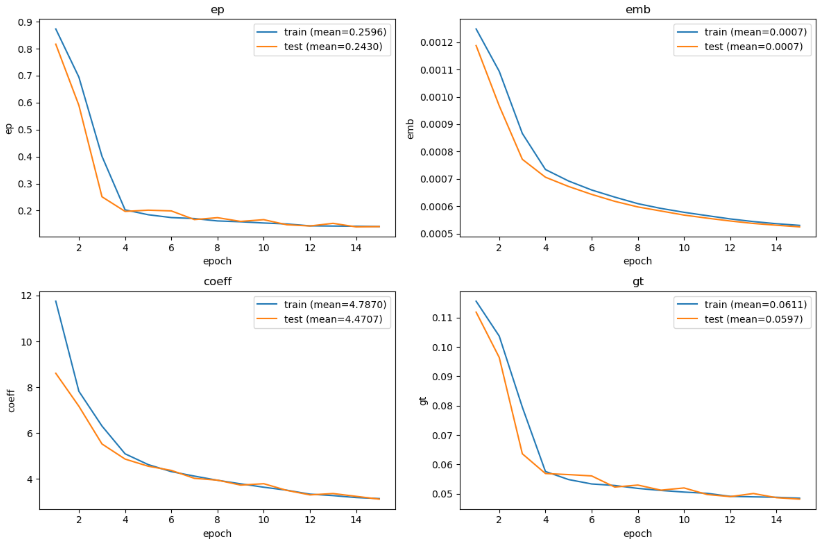 ep
train (mean=0.2596)
test (mean=0.2430)
0.9
0.8
0.7
0.6
0.5
0.4
0.3
0.2
ep
2 4 6 8 10 12 14
epoch
emb
train (mean=0.0007)
test (mean=0.0007)
0.0012
0.0011
0.0010
0.0009
0.0008
0.0007
0.0006
0.0005
emb
2 4 6 8 10 12 14
epoch
coeff
train (mean=4.7870)
test (mean=4.4707)
12
10
8
6
4
coeff
2 4 6 8 10 12 14
epoch
gt
train (mean=0.0611)
test (mean=0.0597)
0.11
0.10
0.09
0.08
0.07
0.06
0.05
gt
2 4 6 8 10 12 14
epoch